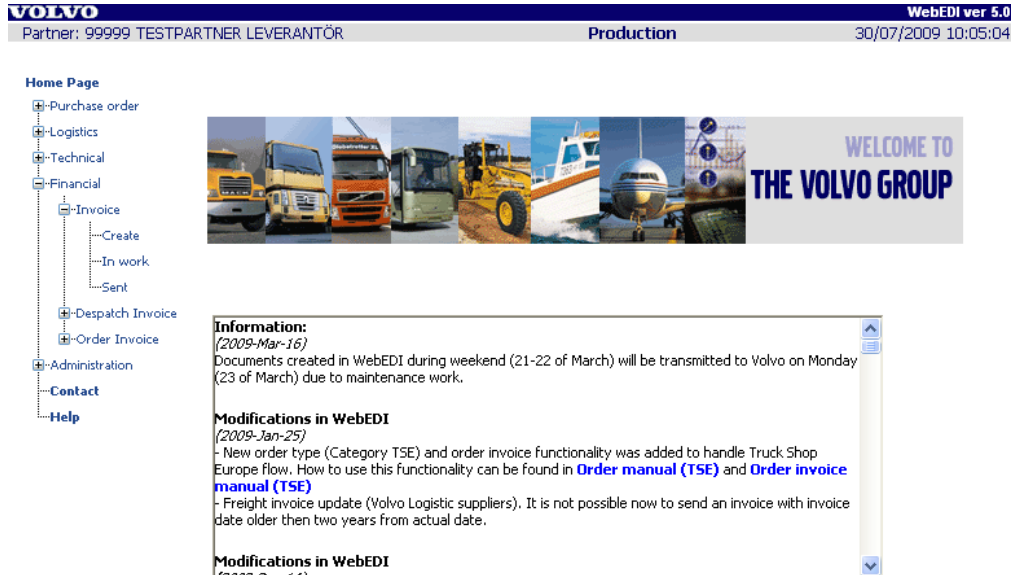 VOLVO
WebEDI ver 5.0
Partner: 99999 TESTPARTNER LEVERANTÖR
Production
30/07/2009 10:05:04
Home Page
Purchase order
Logistics
Technical
Financial
Invoice
Create
In work
Sent
Despatch Invoice
Order Invoice
Administration
Contact
Help
WELCOME TO
THE VOLVO GROUP
Information:
(2009-Mar-16)
Documents created in WebEDI during weekend (21-22 of March) will be transmitted to Volvo on Monday
(23 of March) due to maintenance work.
Modifications in WebEDI
(2009-Jan-25)
- New order type (Category TSE) and order invoice functionality was added to handle Truck Shop
Europe flow. How to use this functionality can be found in Order manual (TSE) and Order invoice
manual (TSE)
- Freight invoice update (Volvo Logistic suppliers). It is not possible now to send an invoice with invoice
date older then two years from actual date.
Modifications in WebEDI